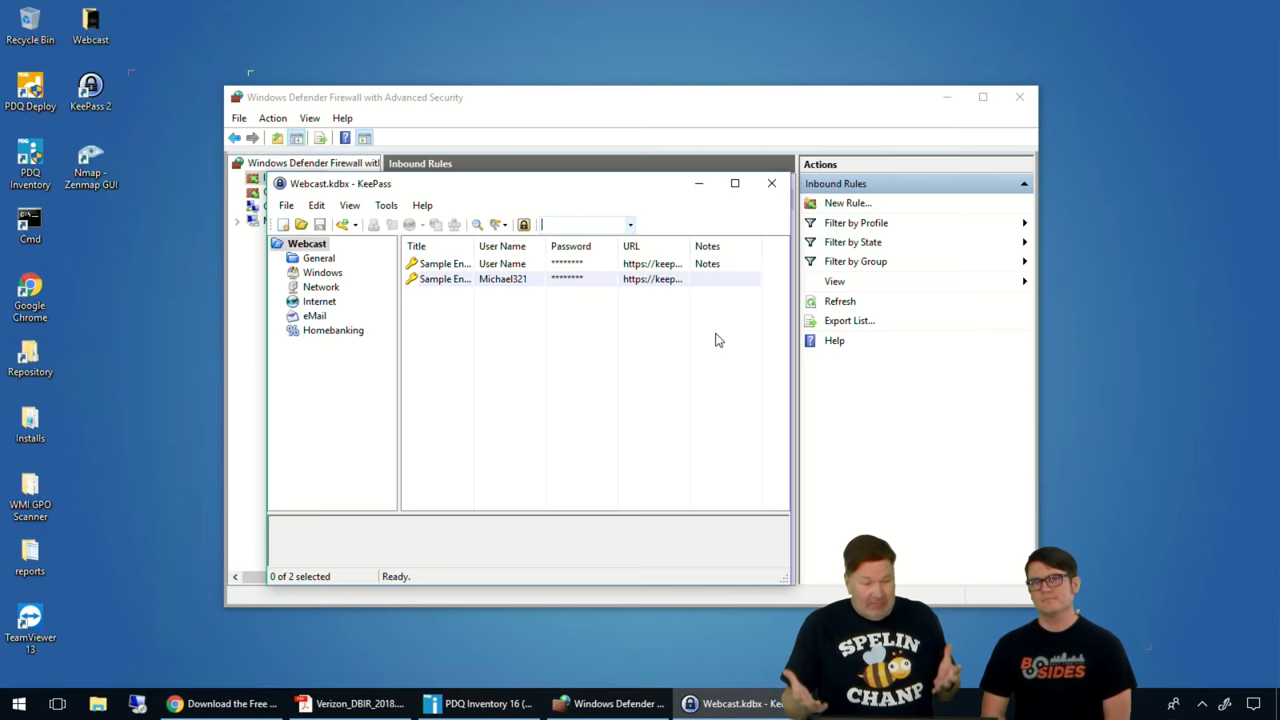 Recycle Bin
Webcast
PDQ Deploy
KeePass 2
PDQ
Inventory
Nmap -
Zenmap GUI
Cmd
Google
Chrome
Repository
Installs
WMI GPO
Scanner
reports
TeamViewer
13
Windows Defender Firewall with Advanced Security
File Action View Help
Windows Defender Firewall with
Inbound Rules
Webcast.kdbx - KeePass
File Edit View Tools Help
Webcast
General
Windows
Network
Internet
eMail
Homebanking
Title User Name Password URL Notes
Sample En... User Name ******** https://keep... Notes
Sample En... Michael321 ******** https://keep...
0 of 2 selected Ready.
Actions
Inbound Rules
New Rule...
Filter by Profile
Filter by State
Filter by Group
View
Refresh
Export List...
Help
SPELIN
CHANP
BSIDES
Download the Free ...
Verizon_DBIR_2018....
PDQ Inventory 16 (...
Windows Defender ...
Webcast.kdbx - Kee